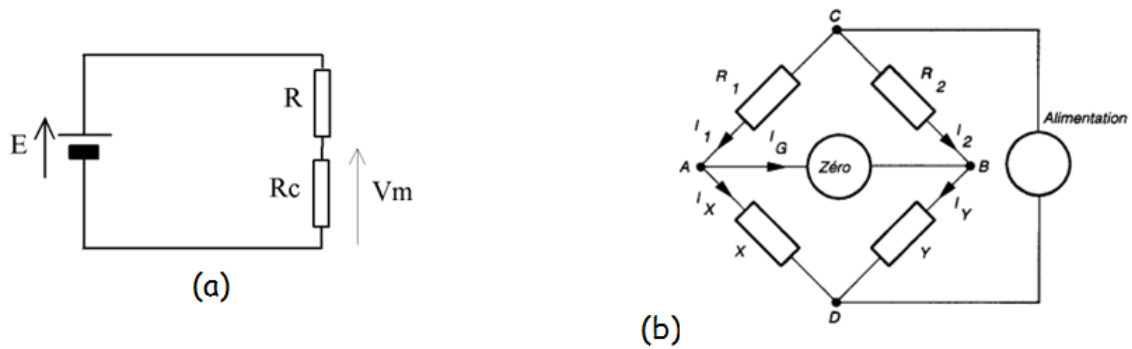 E
R
Rc
Vm
(a)
C
R1
R2
Alimentation
I1
IG
I2
A
Zéro
B
IX
IY
X
Y
D
(b)